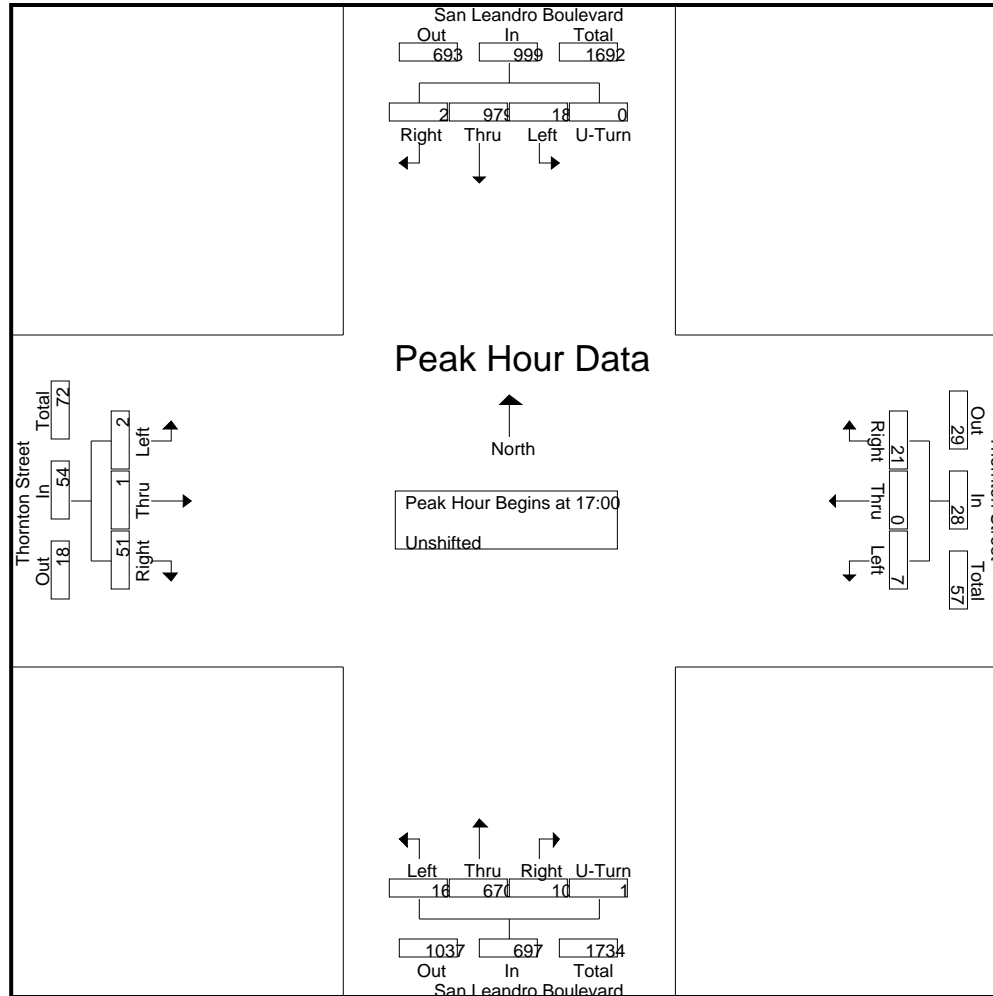 San Leandro Boulevard
Out In Total
693 999 1692
2 979 18 0
Right Thru Left U-Turn
Peak Hour Data
North
Peak Hour Begins at 17:00
Unshifted
Thornton Street
Total In Out
72 54 18
2 1 51
Left Thru Right
Right Thru Left
21 0 7
29 28 57
Out In Total
Left Thru Right U-Turn
16 670 10 1
1037 697 1734
Out In Total
San Leandro Boulevard